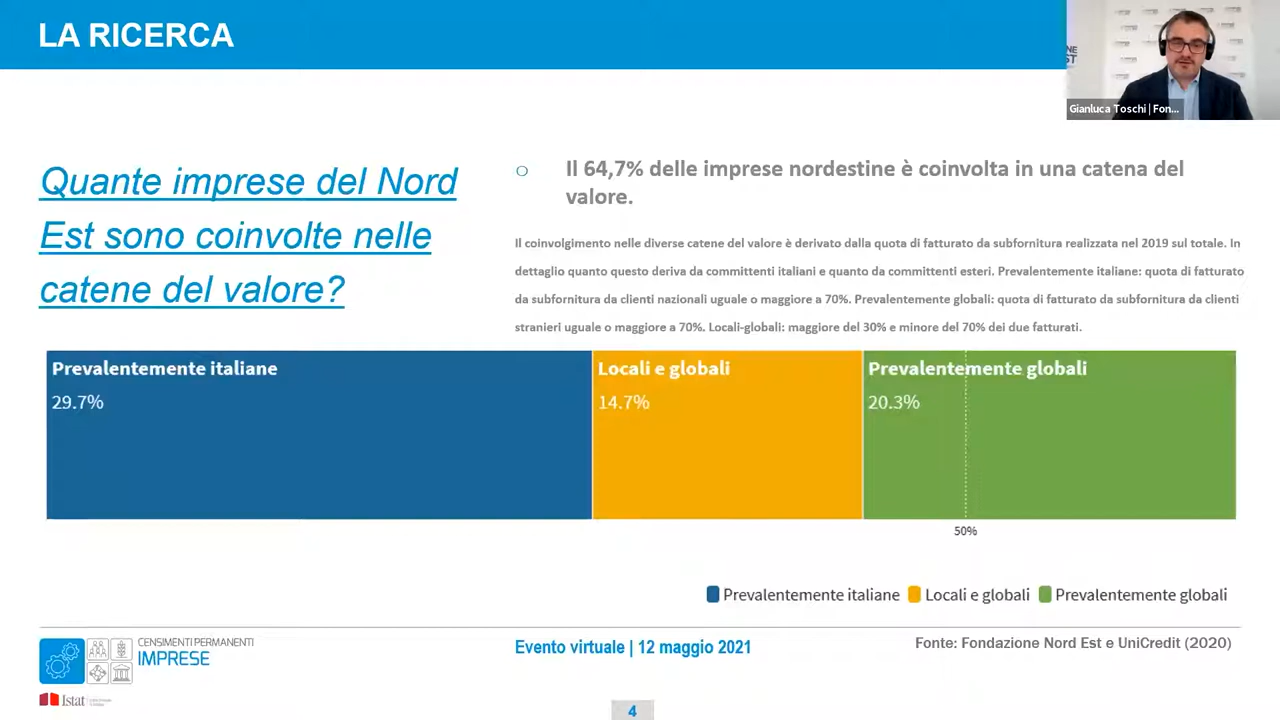 LA RICERCA
Gianluca Toschi | Fon...
Quante imprese del Nord
Est sono coinvolte nelle
catene del valore?
o Il 64,7% delle imprese nordestine è coinvolta in una catena del
valore.
Il coinvolgimento nelle diverse catene del valore è derivato dalla quota di fatturato da subfornitura realizzata nel 2019 sul totale. In
dettaglio quanto questo deriva da committenti italiani e quanto da committenti esteri. Prevalentemente italiane: quota di fatturato
da subfornitura da clienti nazionali uguale o maggiore a 70%. Prevalentemente globali: quota di fatturato da subfornitura da clienti
stranieri uguale o maggiore a 70%. Locali-globali: maggiore del 30% e minore del 70% dei due fatturati.
Prevalentemente italiane
29.7%
Locali e globali
14.7%
Prevalentemente globali
20.3%
50%
Prevalentemente italiane Locali e globali Prevalentemente globali
CENSIMENTI PERMANENTI
IMPRESE
Istat
Evento virtuale | 12 maggio 2021
Fonte: Fondazione Nord Est e UniCredit (2020)
4